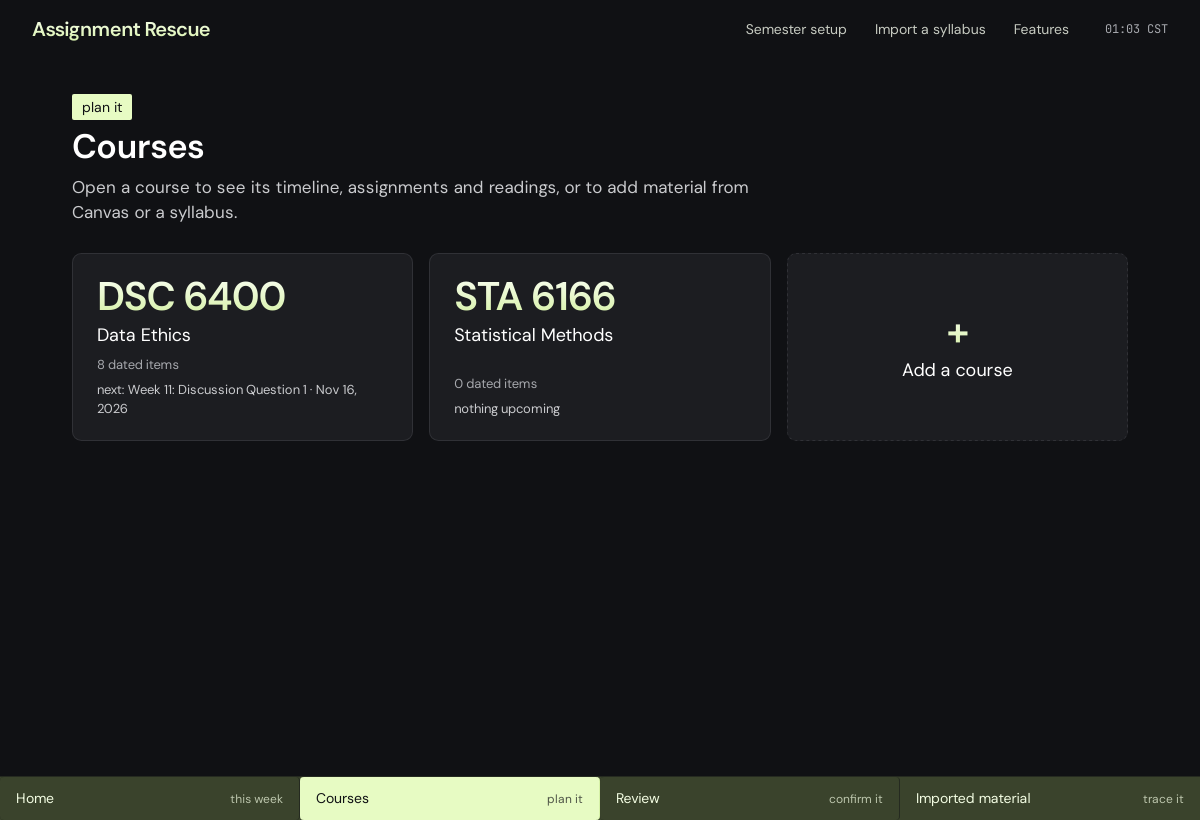 Assignment Rescue
Semester setup
Import a syllabus
Features
01:03 CST
plan it
Courses
Open a course to see its timeline, assignments and readings, or to add material from
Canvas or a syllabus.
DSC 6400
Data Ethics
8 dated items
next: Week 11: Discussion Question 1 · Nov 16,
2026
STA 6166
Statistical Methods
0 dated items
nothing upcoming
+
Add a course
Home
this week
Courses
plan it
Review
confirm it
Imported material
trace it